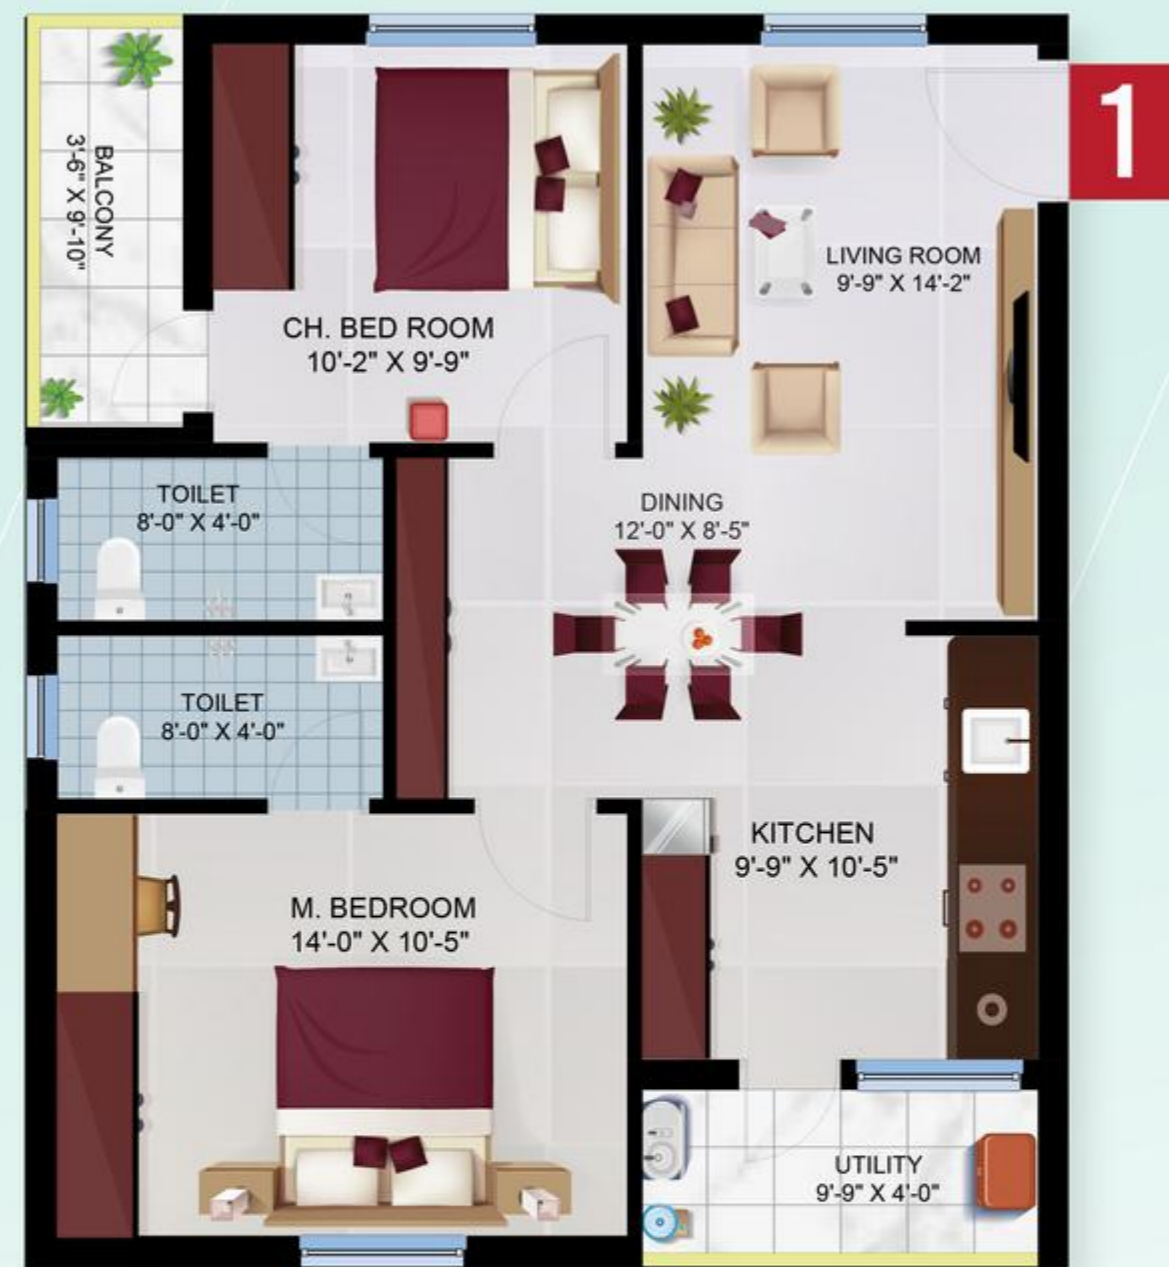 1
BALCONY
3'-6" X 9'-10"
LIVING ROOM
9'-9" X 14'-2"
CH. BED ROOM
10'-2" X 9'-9"
TOILET
8'-0" X 4'-0"
DINING
12'-0" X 8'-5"
TOILET
8'-0" X 4'-0"
KITCHEN
9'-9" X 10'-5"
M. BEDROOM
14'-0" X 10'-5"
UTILITY
9'-9" X 4'-0"